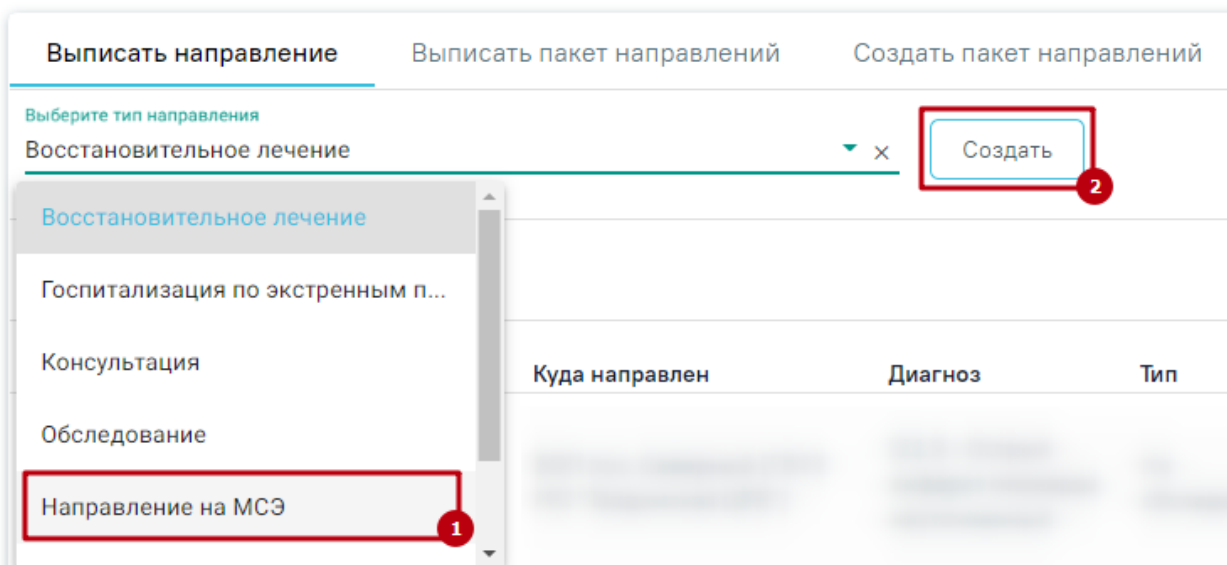 Выписать направление Выписать пакет направлений Создать пакет направлений
Выберите тип направления
Восстановительное лечение × Создать
2
Восстановительное лечение
Госпитализация по экстренным п...
Консультация
Куда направлен Диагноз Тип
Обследование
Направление на МСЭ
1